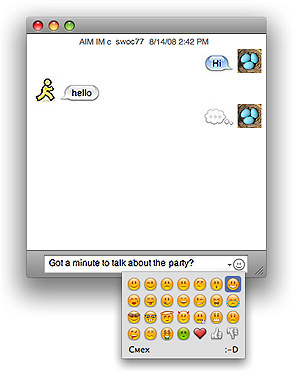 AIM IM с swoc77 8/14/08 2:42 PM
Hi
hello
Got a minute to talk about the party?
Смех :-D